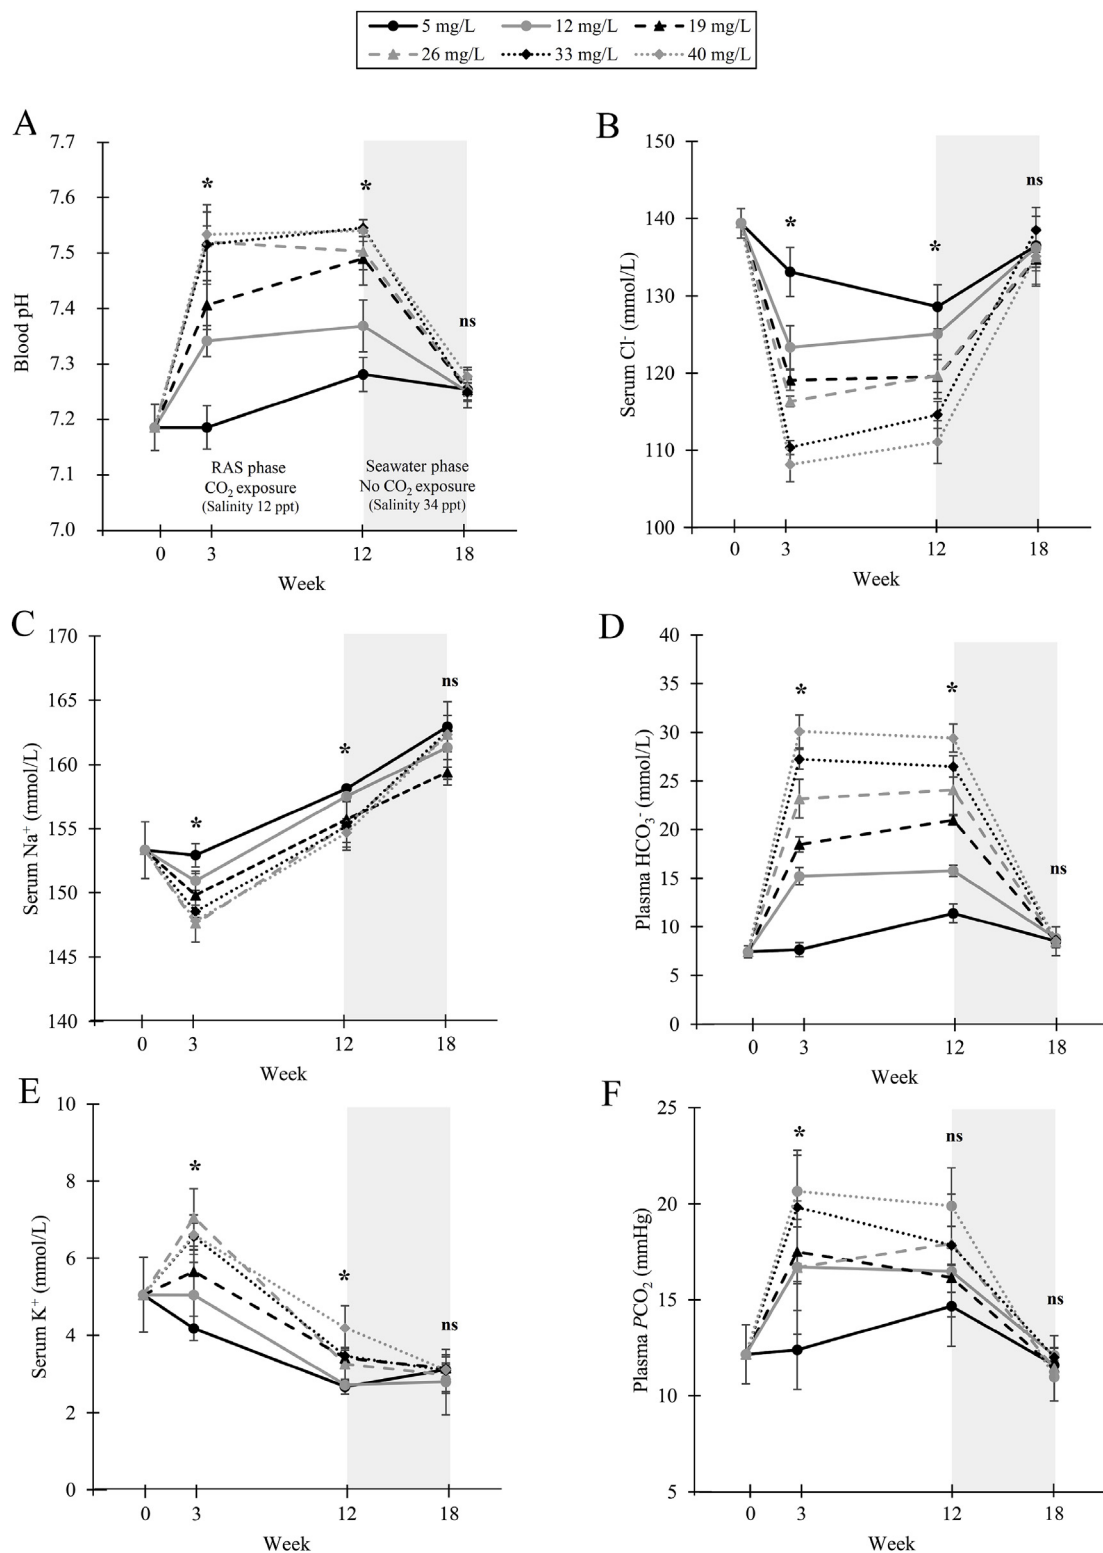 5 mg/L 12 mg/L 19 mg/L
26 mg/L 33 mg/L 40 mg/L
A
7.7
7.6
7.5
7.4
7.3
7.2
7.1
7.0
Blood pH
*
*
ns
RAS phase
CO₂ exposure
(Salinity 12 ppt)
Seawater phase
No CO₂ exposure
(Salinity 34 ppt)
0 3 12 18
Week
B
150
140
130
120
110
100
Serum Cl⁻ (mmol/L)
*
*
ns
0 3 12 18
Week
C
170
165
160
155
150
145
140
Serum Na⁺ (mmol/L)
*
*
ns
0 3 12 18
Week
D
40
35
30
25
20
15
10
5
0
Plasma HCO₃⁻ (mmol/L)
*
*
ns
0 3 12 18
Week
E
10
8
6
4
2
0
Serum K⁺ (mmol/L)
*
*
ns
0 3 12 18
Week
F
25
20
15
10
5
Plasma PCO₂ (mmHg)
*
ns
ns
0 3 12 18
Week